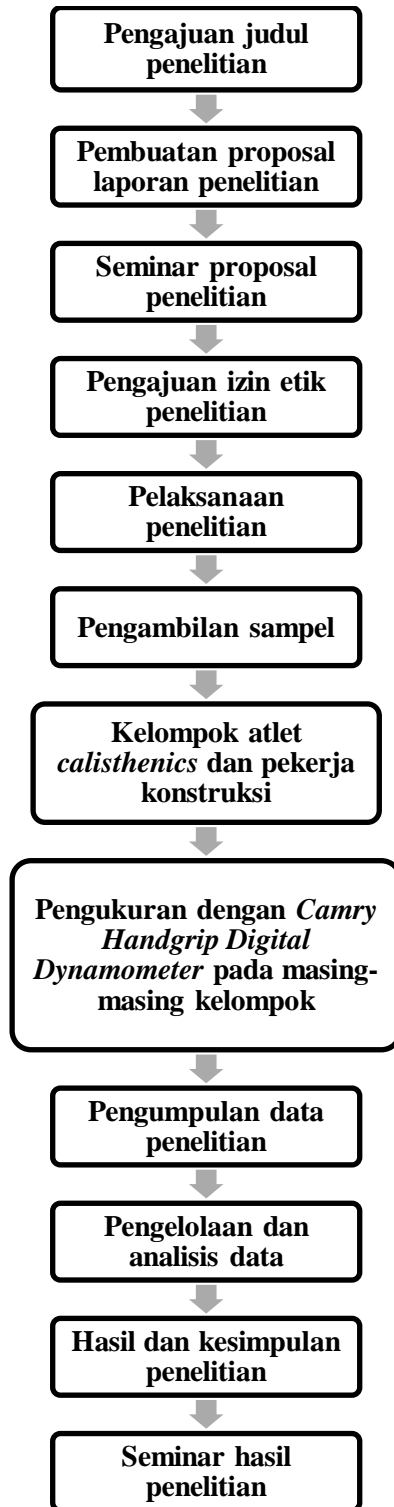 Pengajuan judul
penelitian
Pembuatan proposal
laporan penelitian
Seminar proposal
penelitian
Pengajuan izin etik
penelitian
Pelaksanaan
penelitian
Pengambilan sampel
Kelompok atlet
calisthenics dan pekerja
konstruksi
Pengukuran dengan Camry
Handgrip Digital
Dynamometer pada masing-
masing kelompok
Pengumpulan data
penelitian
Pengelolaan dan
analisis data
Hasil dan kesimpulan
penelitian
Seminar hasil
penelitian